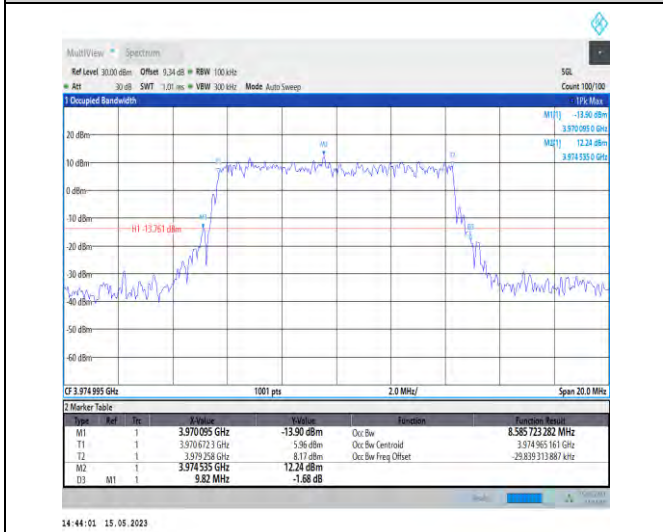 MultiView Spectrum
Ref Level 30.00 dBm Offset 9.34 dB RBW 100 kHz SGL
Att 30 dB SWT 1.01 ms VBW 300 kHz Mode Auto Sweep Count 100/100
1 Occupied Bandwidth 1Pk Max
M1[1] -13.90 dBm
3.970 095 0 GHz
M2[1] 12.24 dBm
3.974 535 0 GHz
20 dBm
M2
10 dBm
T1
0 dBm
-10 dBm
M1
H1 -13.761 dBm
-20 dBm
-30 dBm
-40 dBm
-50 dBm
-60 dBm
CF 3.974 995 GHz 1001 pts 2.0 MHz/ Span 20.0 MHz
2 Marker Table
Type Ref Trc X-Value Y-Value Function Function Result
M1 1 3.970 095 GHz -13.90 dBm Occ Bw 8.585 723 282 MHz
T1 1 3.970 672 3 GHz 5.96 dBm Occ Bw Centroid 3.974 965 161 GHz
T2 1 3.979 258 GHz 8.17 dBm Occ Bw Freq Offset -29.839 313 887 kHz
M2 1 3.974 535 GHz 12.24 dBm
D3 M1 1 9.82 MHz -1.68 dB
14:44:01 15.05.2023